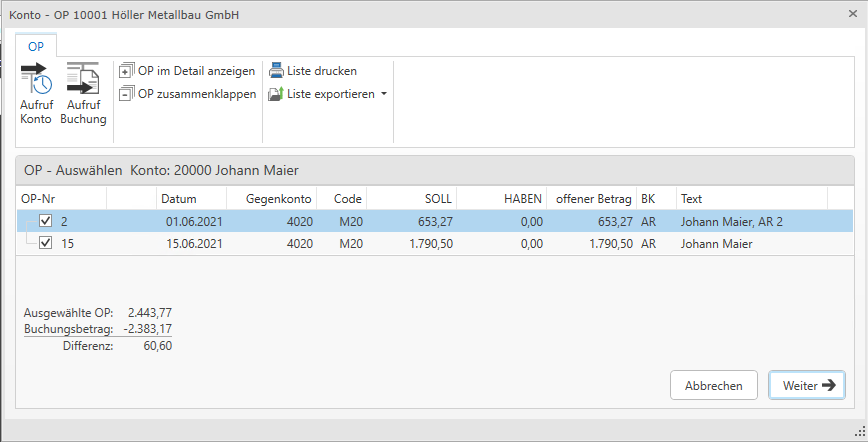 Konto - OP 10001 Höller Metallbau GmbH
OP
Aufruf Konto
Aufruf Buchung
OP im Detail anzeigen
OP zusammenklappen
Liste drucken
Liste exportieren
OP - Auswählen Konto: 20000 Johann Maier
OP-Nr Datum Gegenkonto Code SOLL HABEN offener Betrag BK Text
2 01.06.2021 4020 M20 653,27 0,00 653,27 AR Johann Maier, AR 2
15 15.06.2021 4020 M20 1.790,50 0,00 1.790,50 AR Johann Maier
Ausgewählte OP: 2.443,77
Buchungsbetrag: -2.383,17
Differenz: 60,60
Abbrechen
Weiter